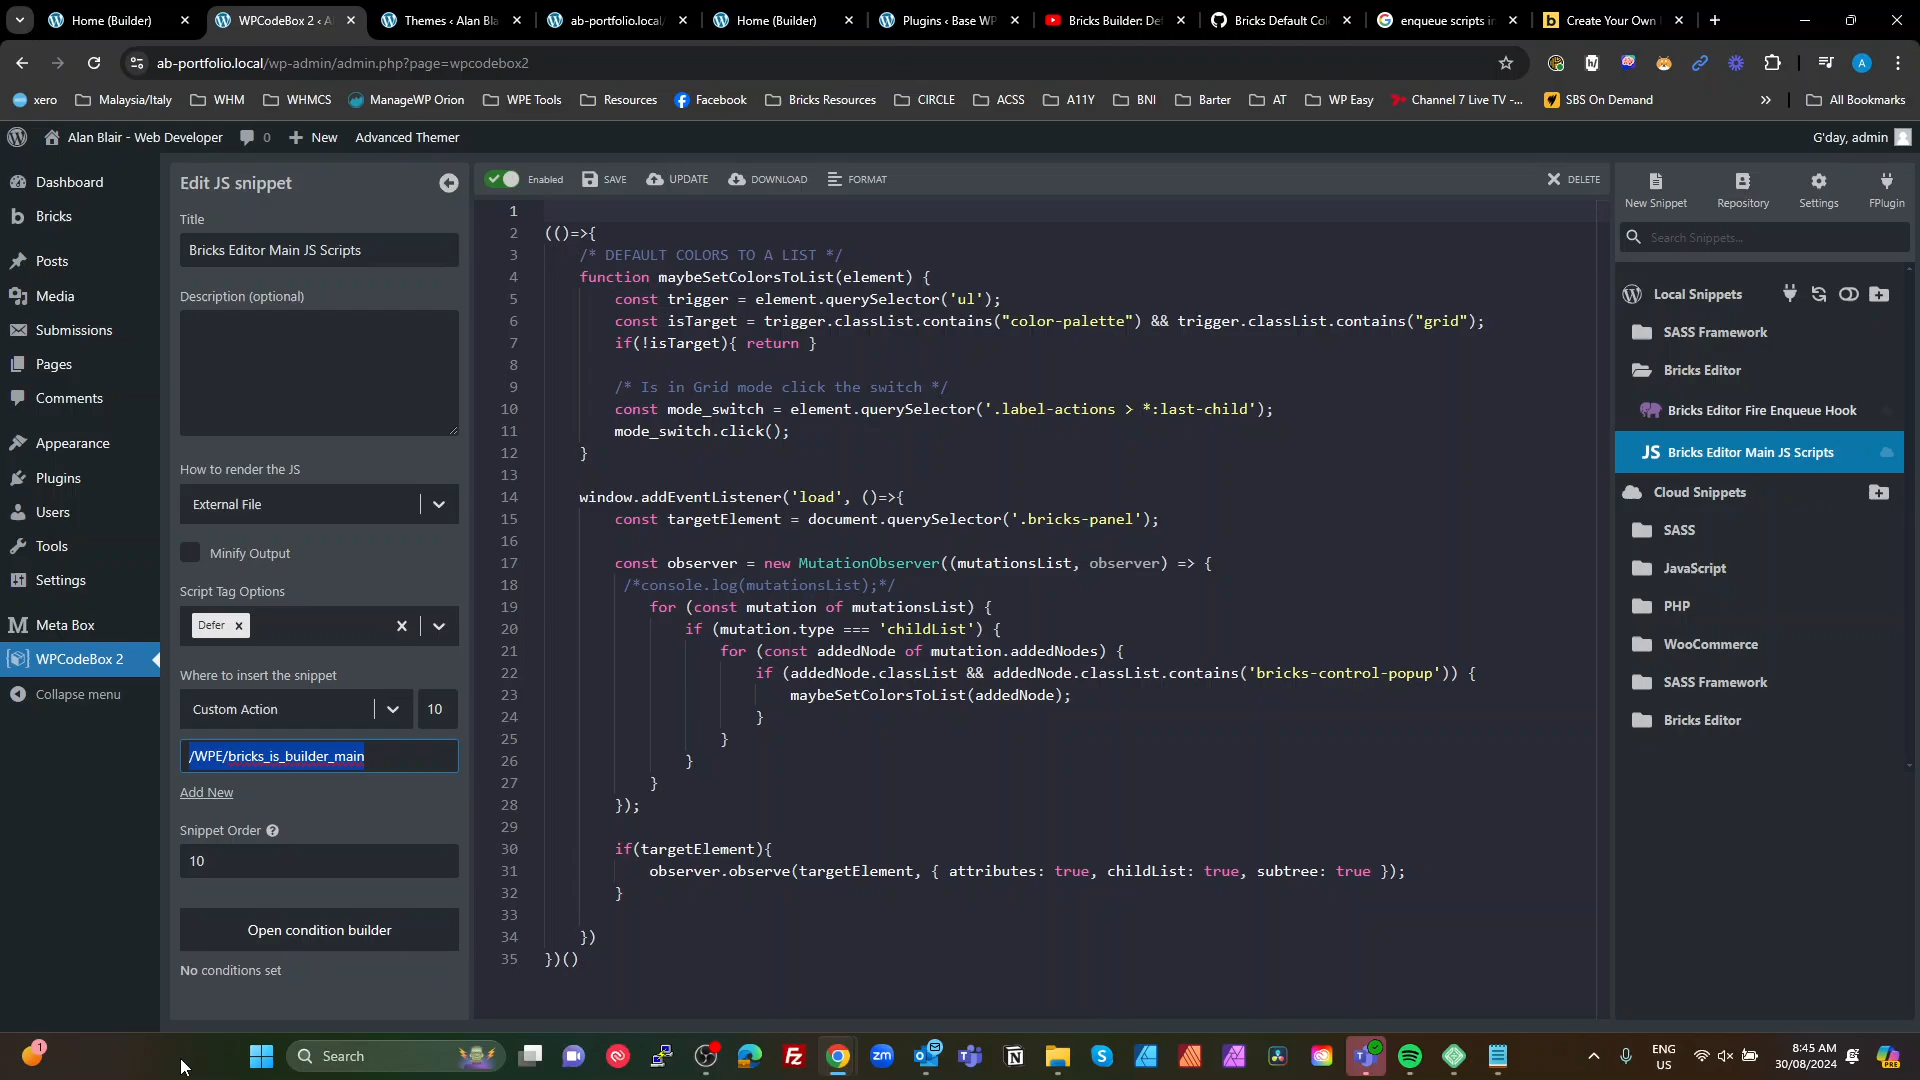 Home (Builder)
WPCodeBox 2 ‹ A
Themes ‹ Alan Bla
ab-portfolio.local/
Home (Builder)
Plugins ‹ Base WP
Bricks Builder: De
Bricks Default Col
enqueue scripts in
Create Your Own
ab-portfolio.local/wp-admin/admin.php?page=wpcodebox2
A
xero
Malaysia/Italy
WHM
WHMCS
ManageWP Orion
WPE Tools
Resources
Facebook
Bricks Resources
CIRCLE
ACSS
A11Y
BNI
Barter
AT
WP Easy
Channel 7 Live TV -...
SBS On Demand
»
All Bookmarks
Alan Blair - Web Developer
0
New
Advanced Themer
G'day, admin
Dashboard
Bricks
Posts
Media
Submissions
Pages
Comments
Appearance
Plugins
Users
Tools
Settings
Meta Box
WPCodeBox 2
Collapse menu
Edit JS snippet
Title
Bricks Editor Main JS Scripts
Description (optional)
How to render the JS
External File
Minify Output
Script Tag Options
Defer ×
Where to insert the snippet
Custom Action
10
/WPE/bricks_is_builder_main
Add New
Snippet Order
10
Open condition builder
No conditions set
Enabled
SAVE
UPDATE
DOWNLOAD
FORMAT
DELETE
1
2 (()=>{
3 /* DEFAULT COLORS TO A LIST */
4 function maybeSetColorsToList(element) {
5 const trigger = element.querySelector('ul');
6 const isTarget = trigger.classList.contains("color-palette") && trigger.classList.contains("grid");
7 if(!isTarget){ return }
8
9 /* Is in Grid mode click the switch */
10 const mode_switch = element.querySelector('.label-actions > *:last-child');
11 mode_switch.click();
12 }
13
14 window.addEventListener('load', ()=>{
15 const targetElement = document.querySelector('.bricks-panel');
16
17 const observer = new MutationObserver((mutationsList, observer) => {
18 /*console.log(mutationsList);*/
19 for (const mutation of mutationsList) {
20 if (mutation.type === 'childList') {
21 for (const addedNode of mutation.addedNodes) {
22 if (addedNode.classList && addedNode.classList.contains('bricks-control-popup')) {
23 maybeSetColorsToList(addedNode);
24 }
25 }
26 }
27 }
28 });
29
30 if(targetElement){
31 observer.observe(targetElement, { attributes: true, childList: true, subtree: true });
32 }
33
34 })
35 })()
New Snippet
Repository
Settings
FPlugin
Search Snippets...
Local Snippets
SASS Framework
Bricks Editor
Bricks Editor Fire Enqueue Hook
JS Bricks Editor Main JS Scripts
Cloud Snippets
SASS
JavaScript
PHP
WooCommerce
SASS Framework
Bricks Editor
1
Search
ENG
US
8:45 AM
30/08/2024